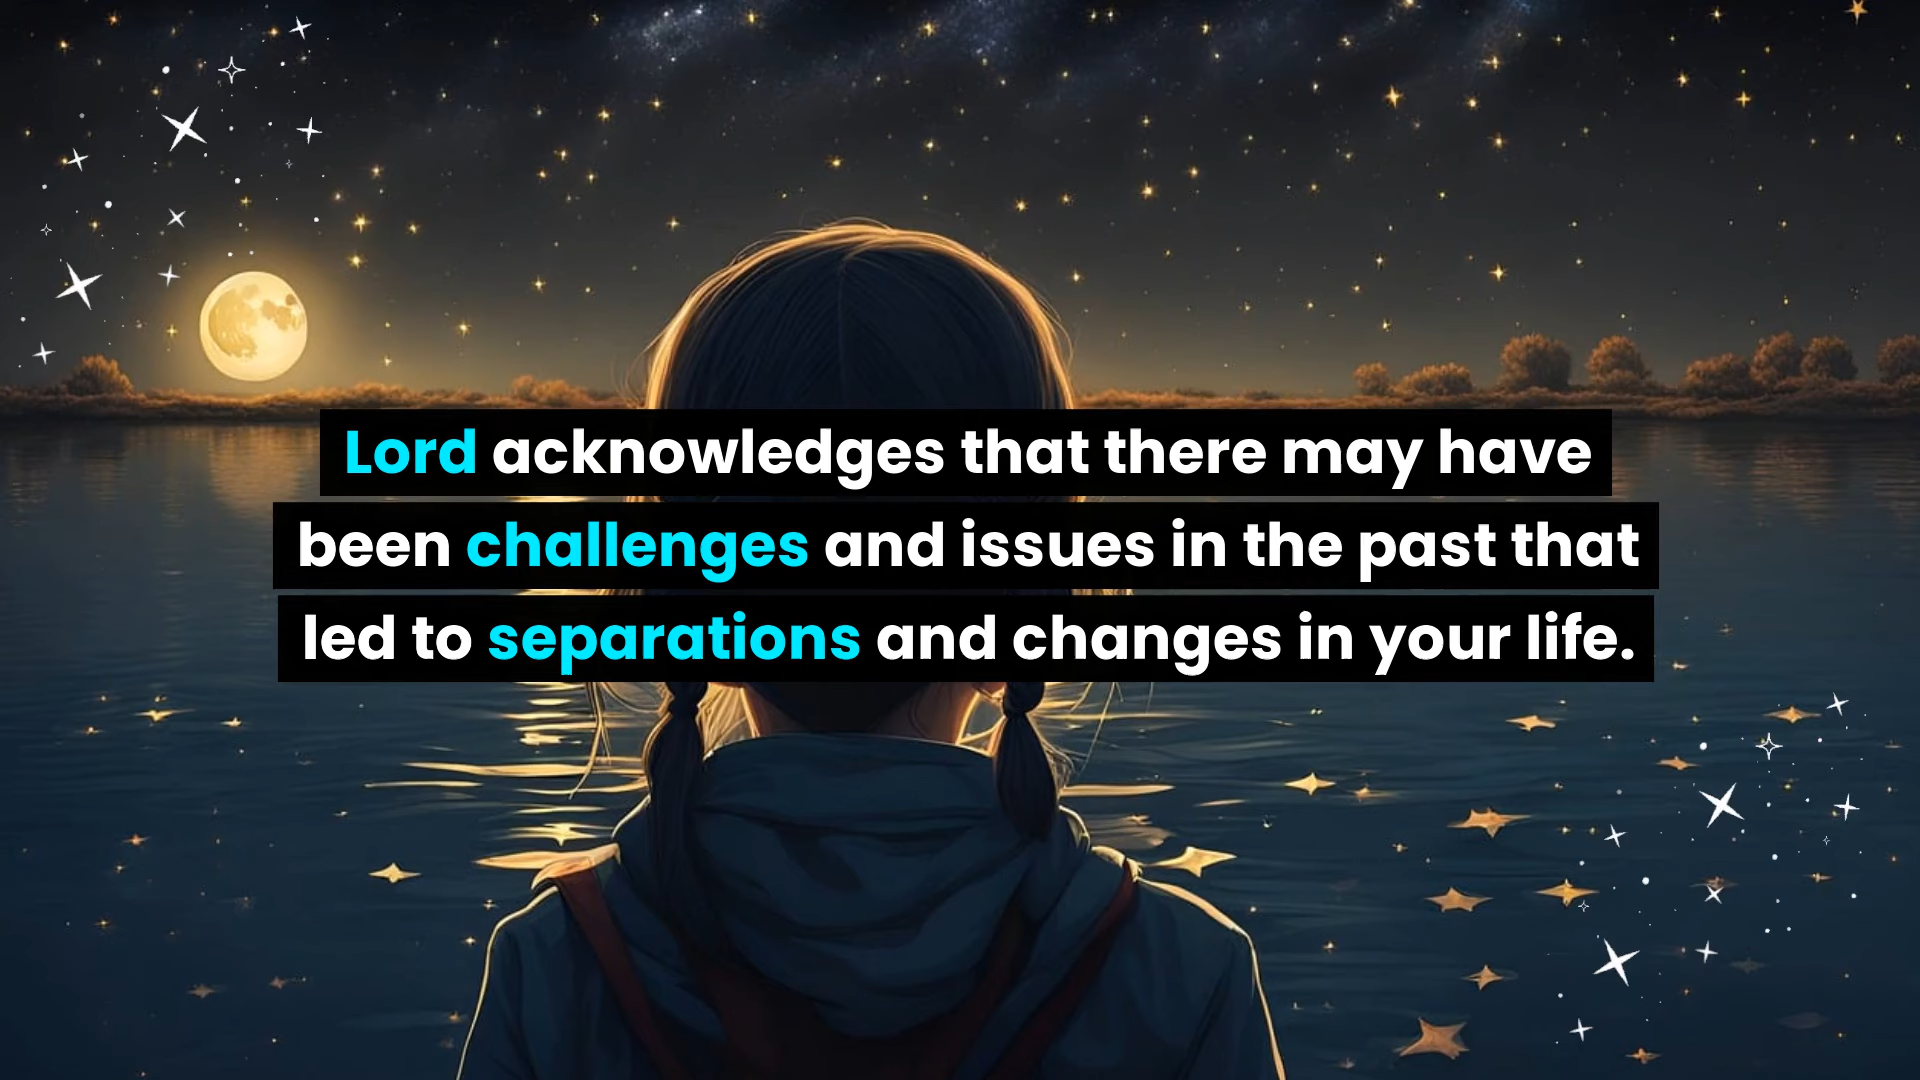 Lord acknowledges that there may have
been challenges and issues in the past that
led to separations and changes in your life.